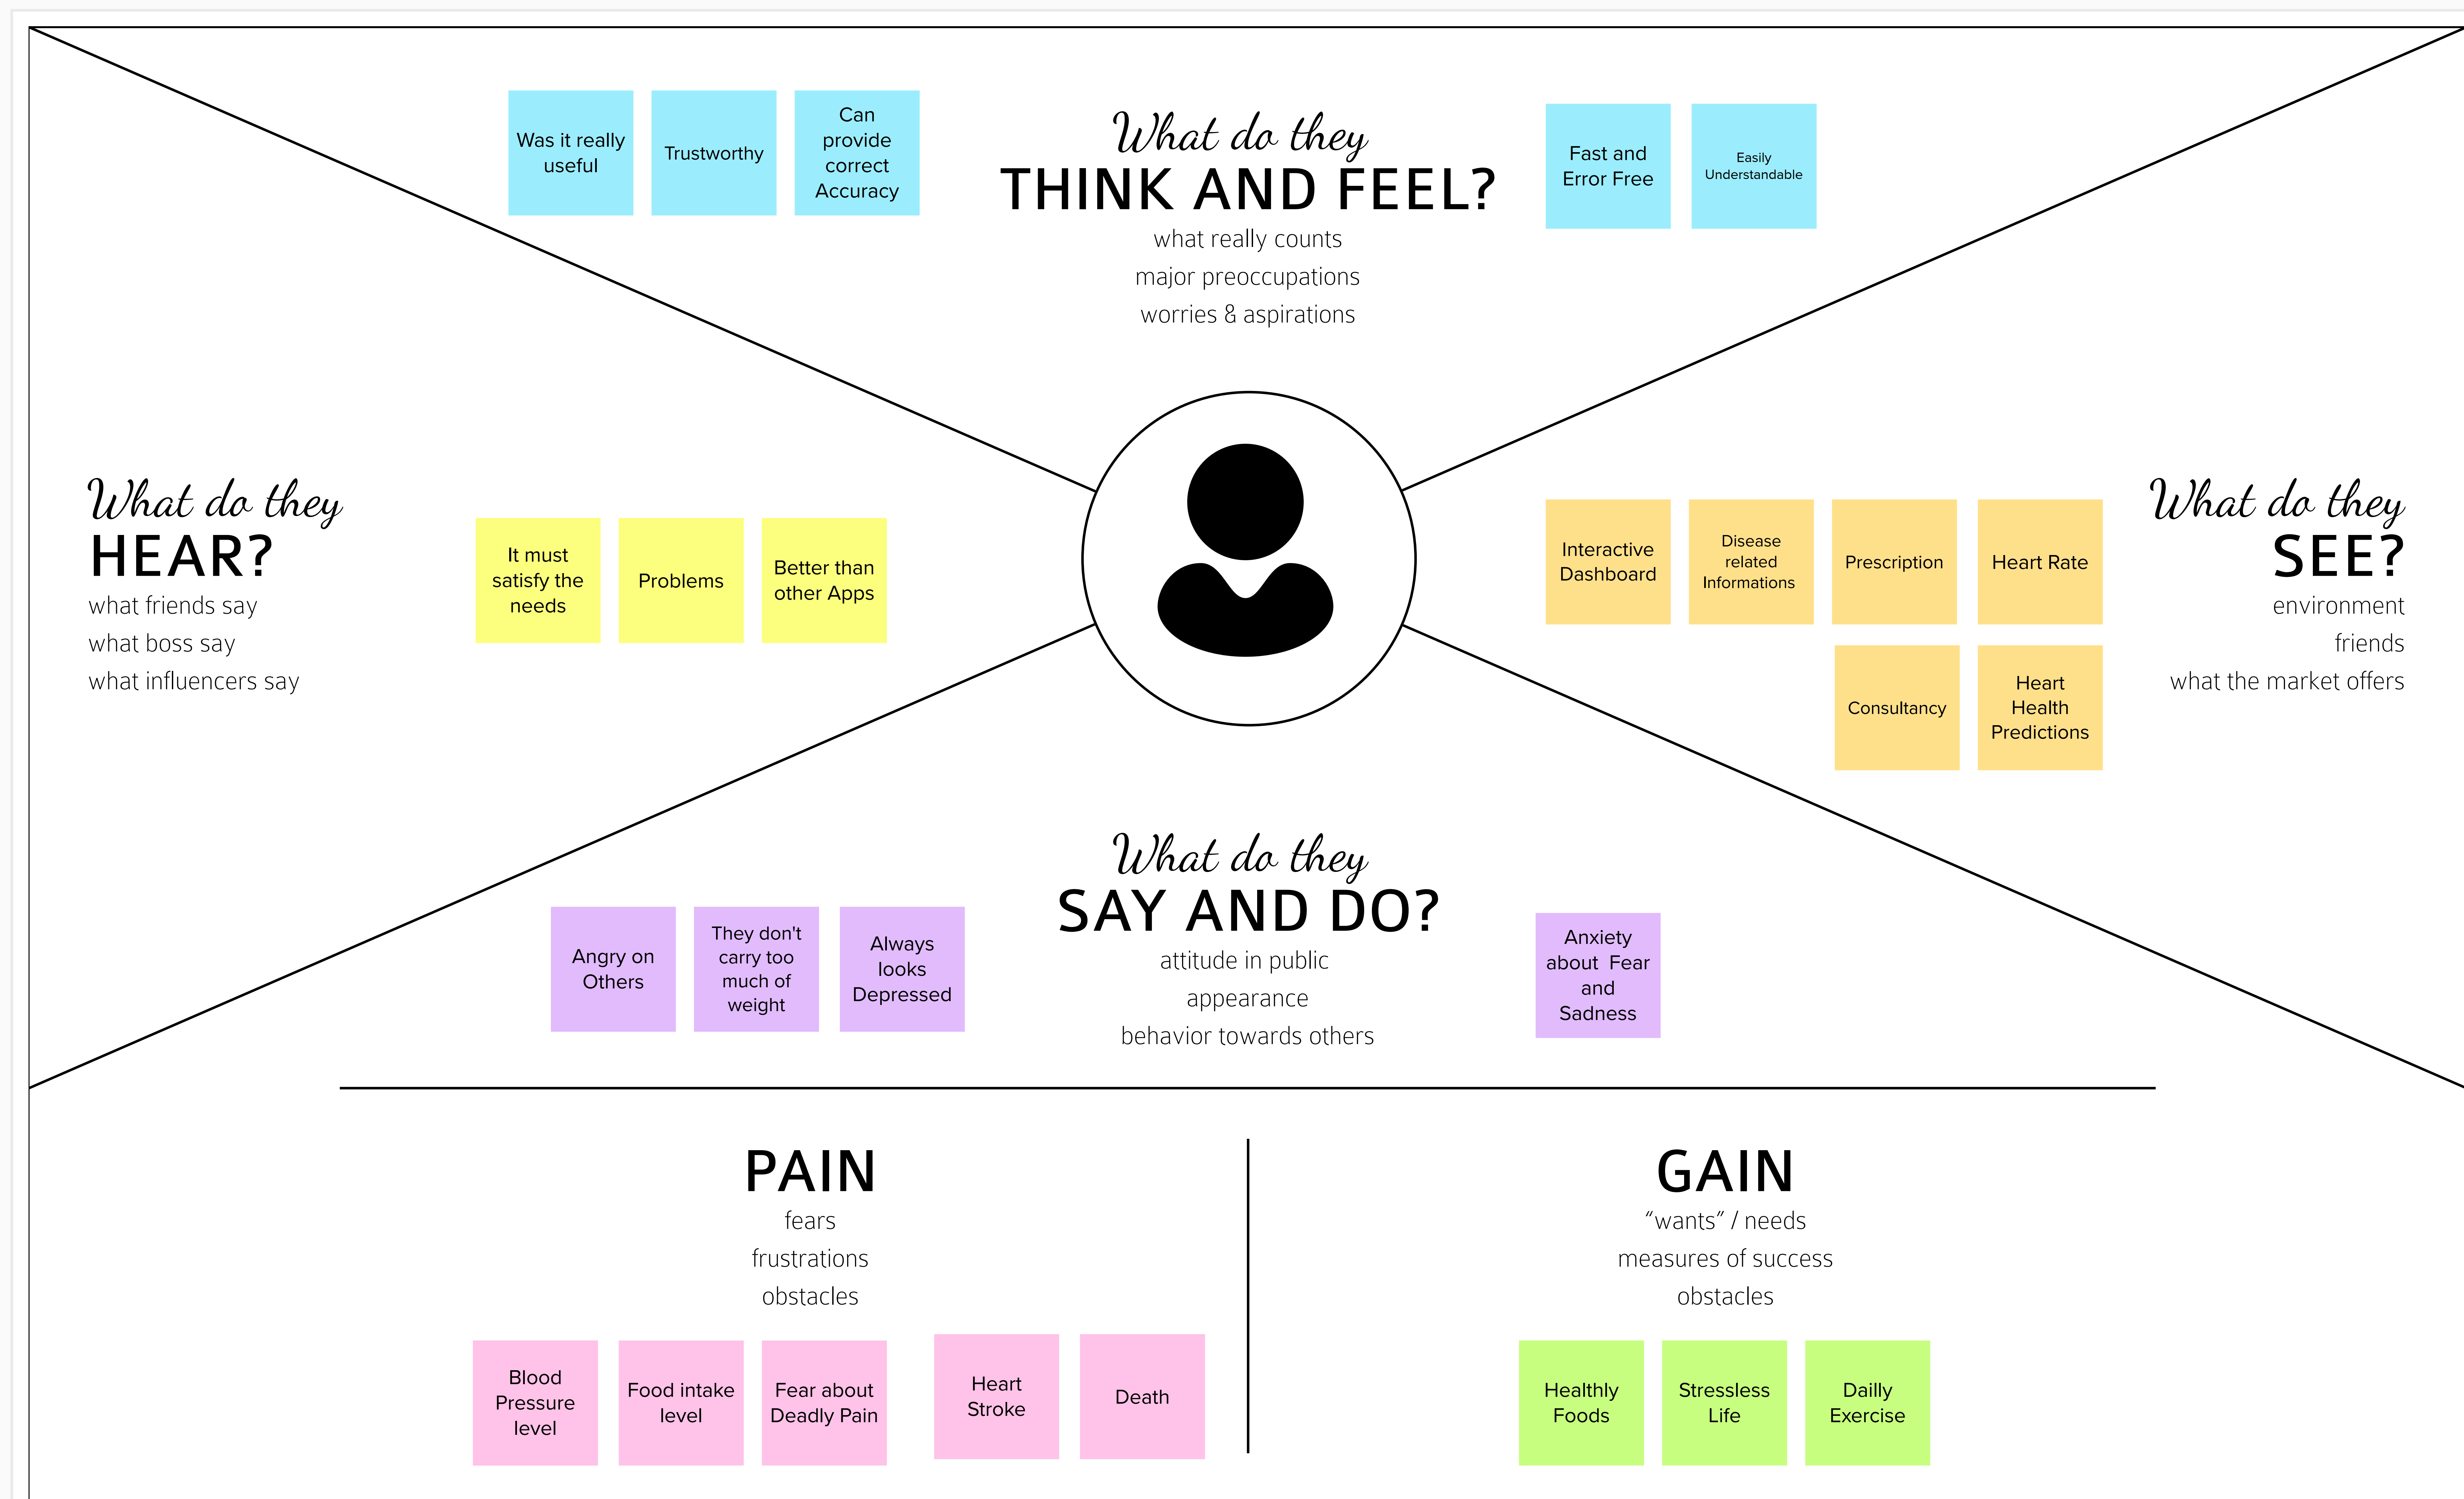 Was it really
useful
Trustworthy
Can
provide
correct
Accuracy
What do they
THINK AND FEEL?
what really counts
major preoccupations
worries & aspirations
Fast and
Error Free
Easily
Understandable
What do they
HEAR?
what friends say
what boss say
what influencers say
It must
satisfy the
needs
Problems
Better than
other Apps
Interactive
Dashboard
Disease
related
Informations
Prescription
Heart Rate
Consultancy
Heart
Health
Predictions
What do they
SEE?
environment
friends
what the market offers
Angry on
Others
They don't
carry too
much of
weight
Always
looks
Depressed
What do they
SAY AND DO?
attitude in public
appearance
behavior towards others
Anxiety
about Fear
and
Sadness
PAIN
fears
frustrations
obstacles
Blood
Pressure
level
Food intake
level
Fear about
Deadly Pain
Heart
Stroke
Death
GAIN
“wants” / needs
measures of success
obstacles
Healthly
Foods
Stressless
Life
Dailly
Exercise